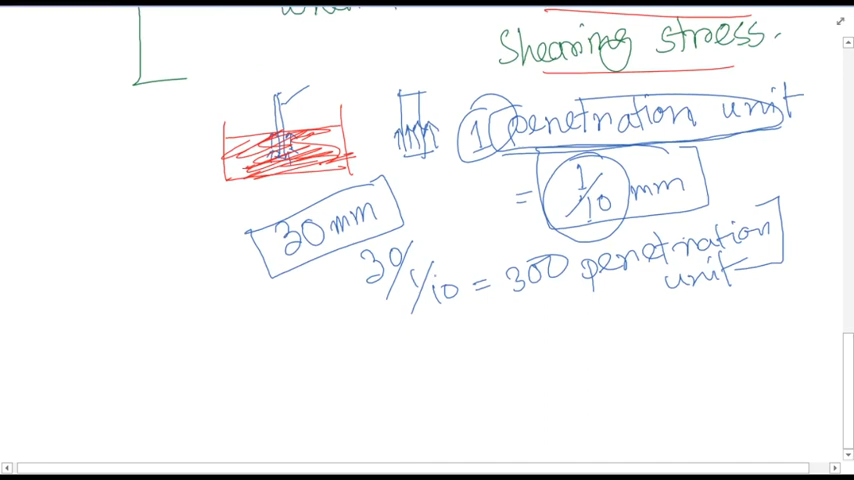 shearing stress.
1 penetration unit
= 1/10 mm
30 mm
30/1/10 = 300 penetration
unit